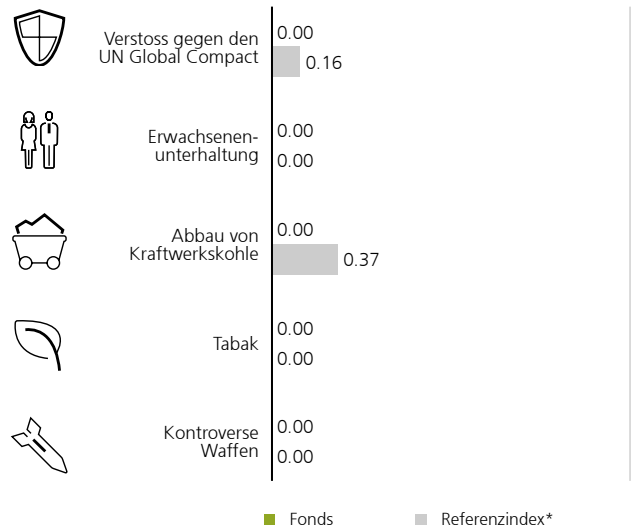 Verstoss gegen den
UN Global Compact
0.00
0.16
Erwachsenen-
unterhaltung
0.00
0.00
Abbau von
Kraftwerkskohle
0.00
0.37
Tabak
0.00
0.00
Kontroverse
Waffen
0.00
0.00
Fonds
Referenzindex*